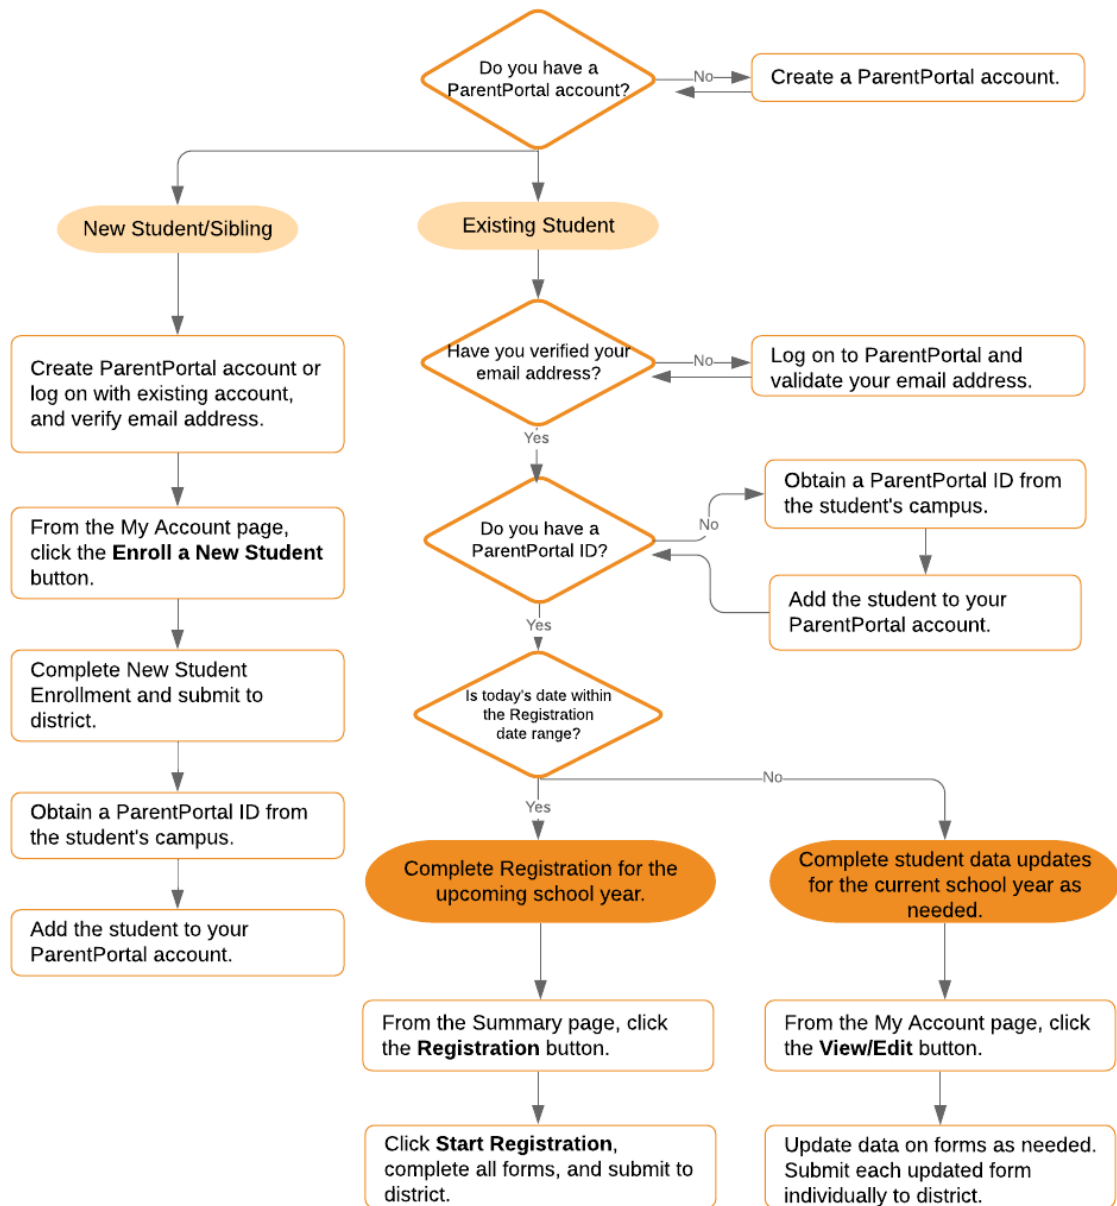 Do you have a
ParentPortal account?
No
Create a ParentPortal account.
New Student/Sibling
Existing Student
Create ParentPortal account or
log on with existing account,
and verify email address.
Have you verified your
email address?
No
Log on to ParentPortal and
validate your email address.
Yes
From the My Account page,
click the Enroll a New Student
button.
Do you have a
ParentPortal ID?
No
Obtain a ParentPortal ID from
the student's campus.
Add the student to your
ParentPortal account.
Yes
Complete New Student
Enrollment and submit to
district.
Is today's date within
the Registration
date range?
No
Yes
Obtain a ParentPortal ID from
the student's campus.
Complete Registration for the
upcoming school year.
Complete student data updates
for the current school year as
needed.
Add the student to your
ParentPortal account.
From the Summary page, click
the Registration button.
From the My Account page, click
the View/Edit button.
Click Start Registration,
complete all forms, and submit to
district.
Update data on forms as needed.
Submit each updated form
individually to district.